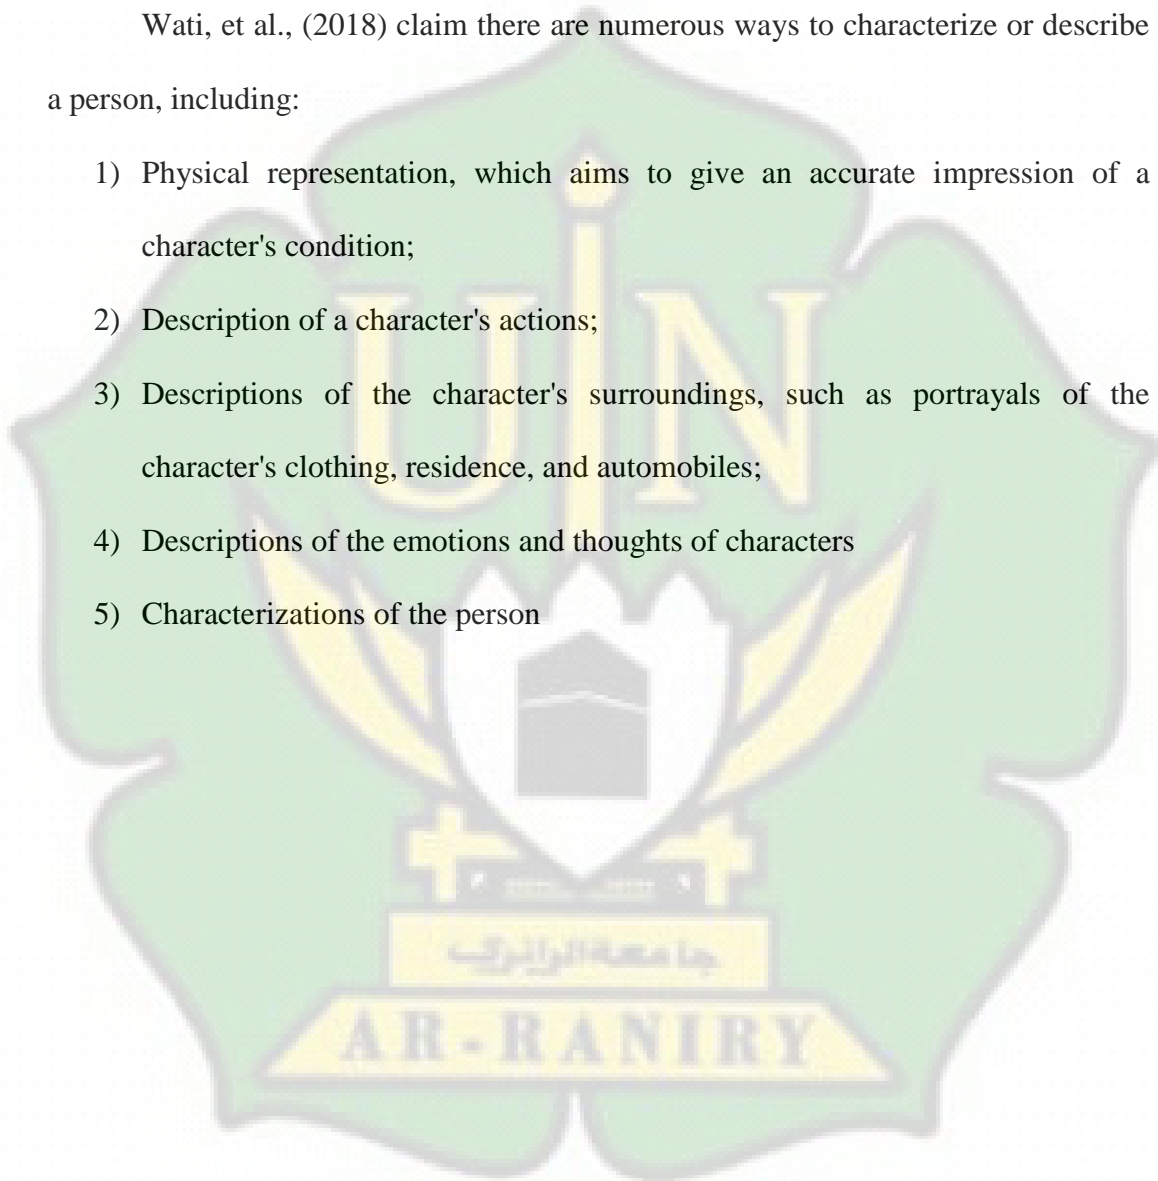 Wati, et al., (2018) claim there are numerous ways to characterize or describe
a person, including:
1) Physical representation, which aims to give an accurate impression of a
character's condition;
2) Description of a character's actions;
3) Descriptions of the character's surroundings, such as portrayals of the
character's clothing, residence, and automobiles;
4) Descriptions of the emotions and thoughts of characters
5) Characterizations of the person
UIN
جامعة الرانري
AR-RANIRY